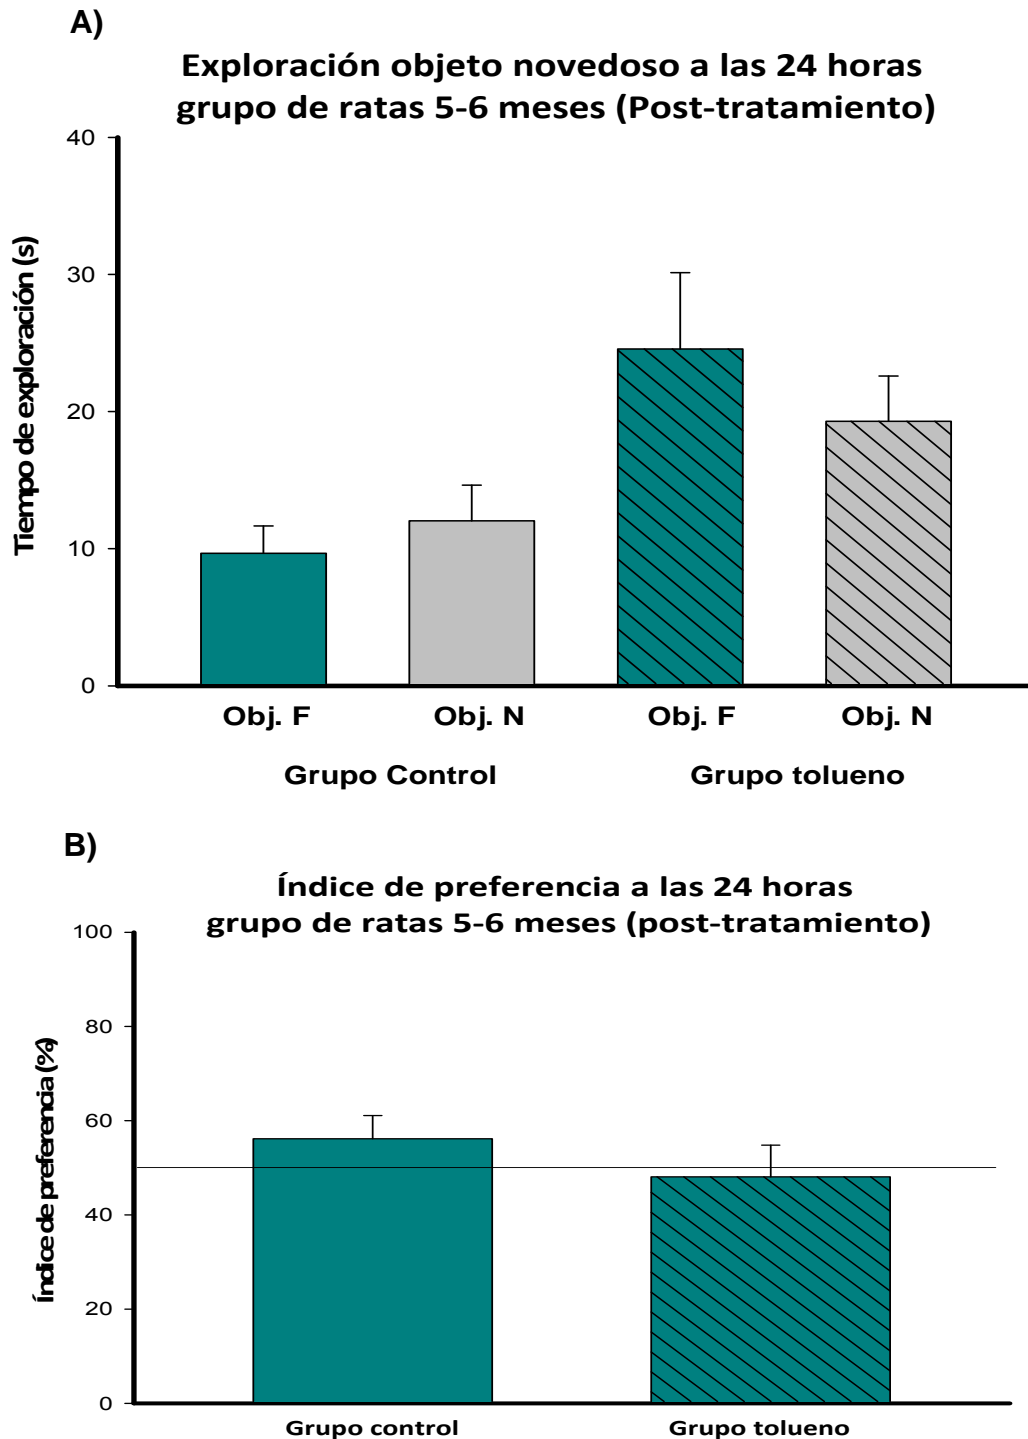 A)
Exploración objeto novedoso a las 24 horas
grupo de ratas 5-6 meses (Post-tratamiento)
40
30
20
10
0
Tiempo de exploración (s)
Obj. F Obj. N Obj. F Obj. N
Grupo Control Grupo tolueno
B)
Índice de preferencia a las 24 horas
grupo de ratas 5-6 meses (post-tratamiento)
100
80
60
40
20
0
Índice de preferencia (%)
Grupo control Grupo tolueno